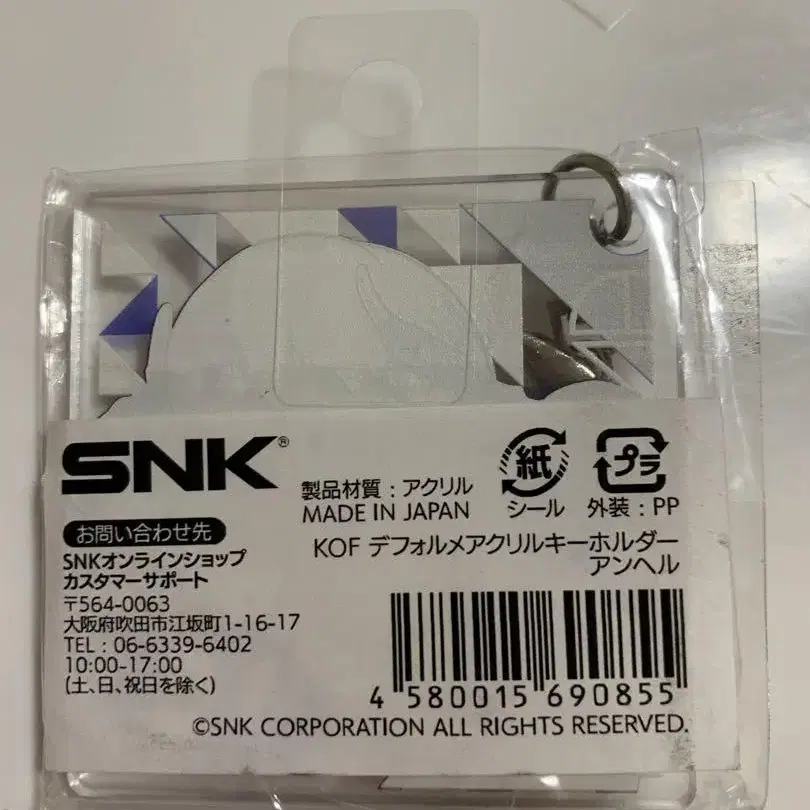 SNK®
製品材質：アクリル
MADE IN JAPAN
紙
シール
プラ
外装：PP
KOF デフォルメアクリルキーホルダー
アンヘル
お問い合わせ先
SNKオンラインショップ
カスタマーサポート
〒564-0063
大阪府吹田市江坂町1-16-17
TEL：06-6339-6402
10:00-17:00
(土、日、祝日を除く)
4 580015 690855
©SNK CORPORATION ALL RIGHTS RESERVED.